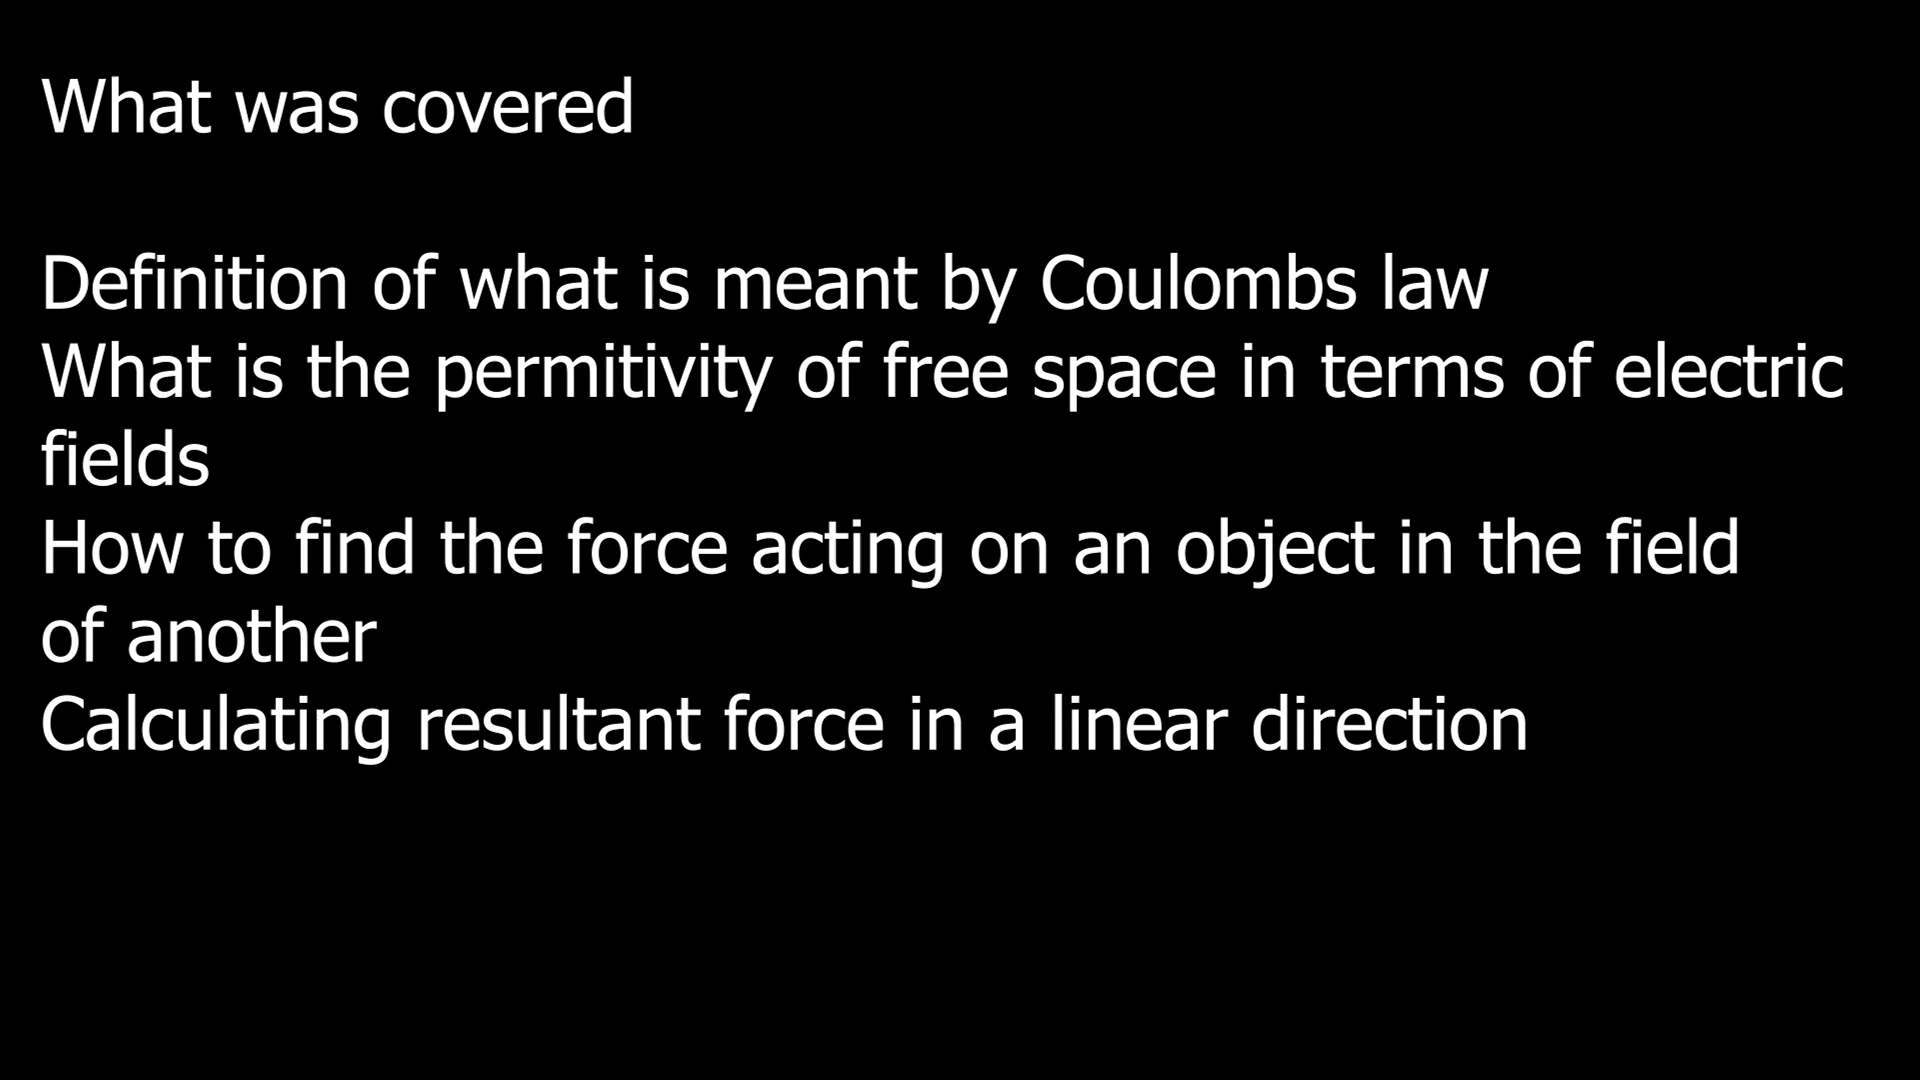 What was covered
Definition of what is meant by Coulombs law
What is the permitivity of free space in terms of electric
fields
How to find the force acting on an object in the field
of another
Calculating resultant force in a linear direction